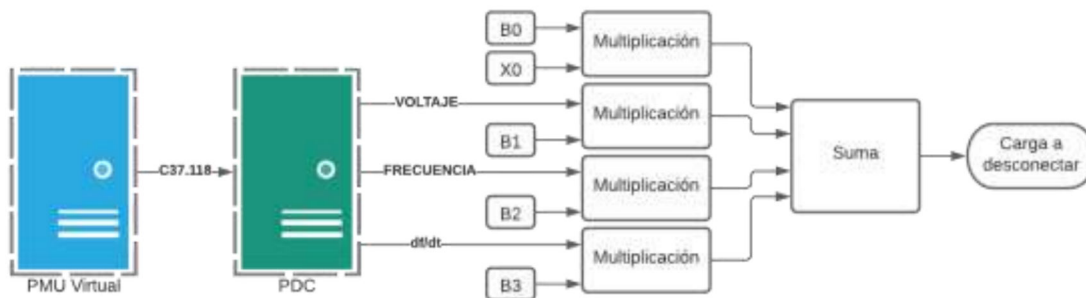 B0
Multiplicación
X0
VOLTAJE
Multiplicación
B1
C37.118
FRECUENCIA
Multiplicación
B2
df/dt
Multiplicación
B3
Suma
Carga a
desconectar
PMU Virtual
PDC